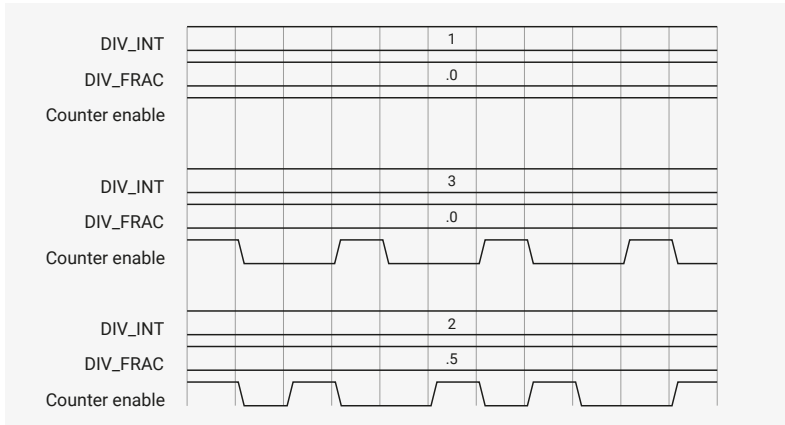 DIV_INT 1
DIV_FRAC .0
Counter enable
DIV_INT 3
DIV_FRAC .0
Counter enable
DIV_INT 2
DIV_FRAC .5
Counter enable